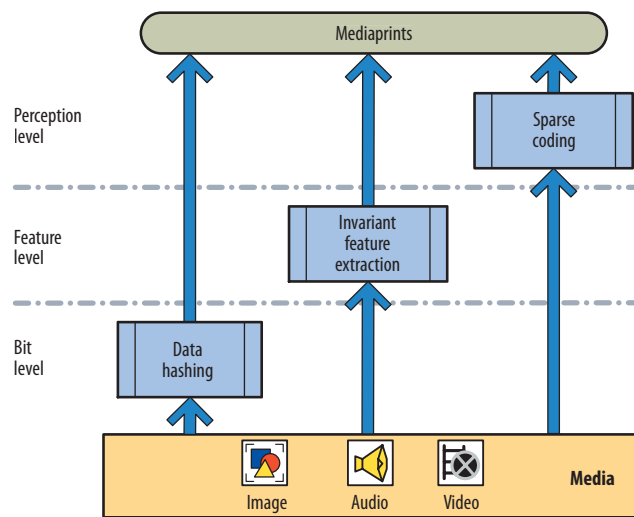 Mediaprints
Perception
level
Sparse
coding
Feature
level
Invariant
feature
extraction
Bit
level
Data
hashing
Image
Audio
Video
Media